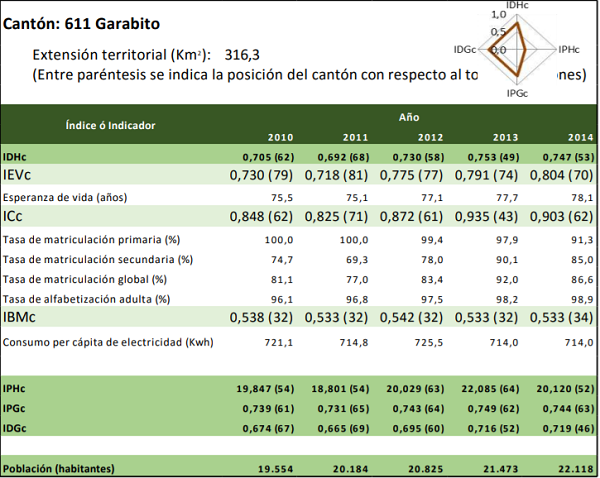 Cantón: 611 Garabito
Extensión territorial (Km²): 316,3
(Entre paréntesis se indica la posición del cantón con respecto al to ones)
IDHc
1,0
0,5
0,0
IDGc
IPHc
IPGc
Índice ó Indicador Año
2010 2011 2012 2013 2014
IDHc 0,705 (62) 0,692 (68) 0,730 (58) 0,753 (49) 0,747 (53)
IEVc 0,730 (79) 0,718 (81) 0,775 (77) 0,791 (74) 0,804 (70)
Esperanza de vida (años) 75,5 75,1 77,1 77,7 78,1
ICc 0,848 (62) 0,825 (71) 0,872 (61) 0,935 (43) 0,903 (62)
Tasa de matriculación primaria (%) 100,0 100,0 99,4 97,9 91,3
Tasa de matriculación secundaria (%) 74,7 69,3 78,0 90,1 85,0
Tasa de matriculación global (%) 81,1 77,0 83,4 92,0 86,6
Tasa de alfabetización adulta (%) 96,1 96,8 97,5 98,2 98,9
IBMc 0,538 (32) 0,533 (32) 0,542 (32) 0,533 (32) 0,533 (34)
Consumo per cápita de electricidad (Kwh) 721,1 714,8 725,5 714,0 714,0
IPHc 19,847 (54) 18,801 (54) 20,029 (63) 22,085 (64) 20,120 (52)
IPGc 0,739 (61) 0,731 (65) 0,743 (64) 0,749 (62) 0,744 (63)
IDGc 0,674 (67) 0,665 (69) 0,695 (60) 0,716 (52) 0,719 (46)
Población (habitantes) 19.554 20.184 20.825 21.473 22.118